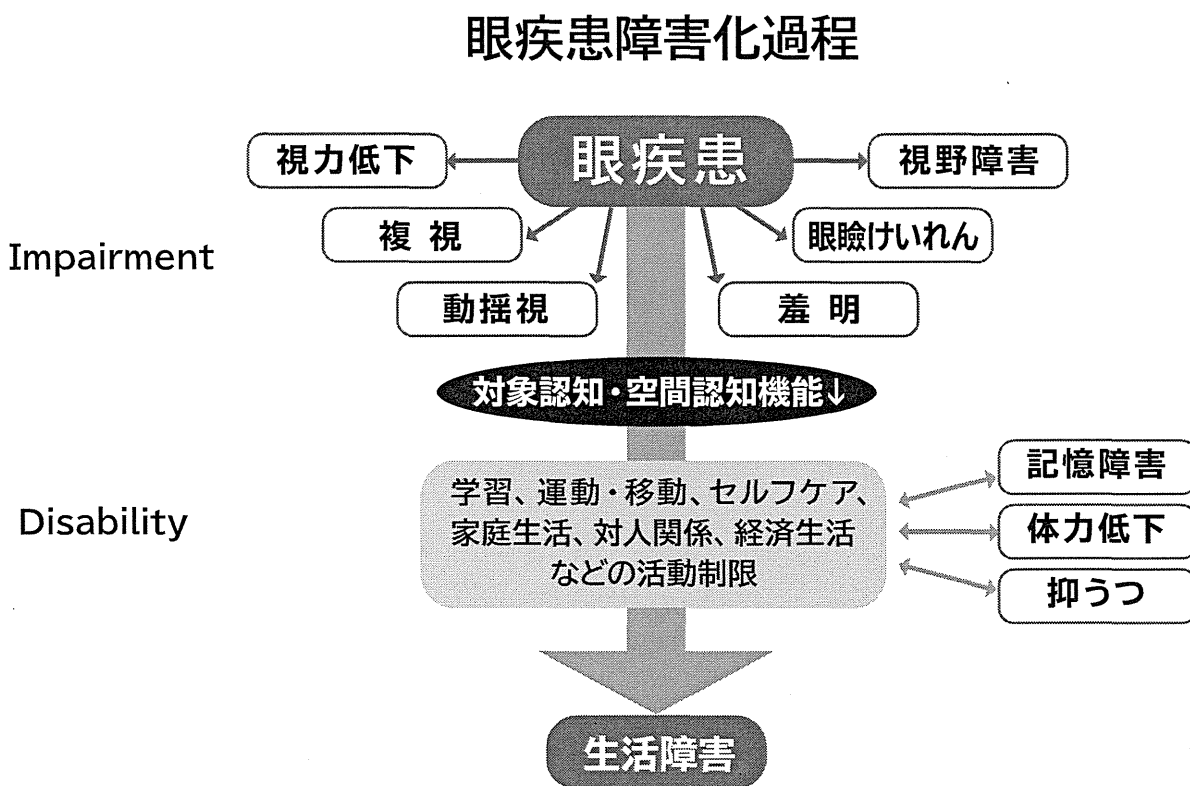 眼疾患障害化過程
眼疾患
視力低下
視野障害
複 視
眼瞼けいれん
Impairment
動揺視
羞 明
対象認知・空間認知機能↓
記憶障害
学習、運動・移動、セルフケア、
家庭生活、対人関係、経済生活
などの活動制限
Disability
体力低下
抑うつ
生活障害